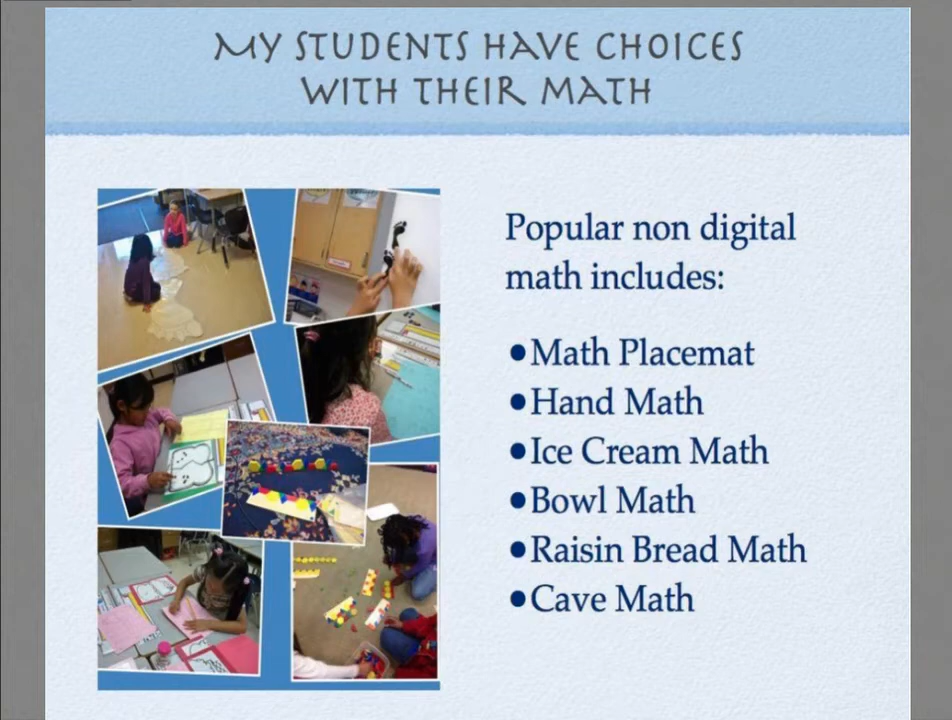 MY STUDENTS HAVE CHOICES
WITH THEIR MATH
Popular non digital
math includes:
•Math Placemat
•Hand Math
•Ice Cream Math
•Bowl Math
•Raisin Bread Math
•Cave Math